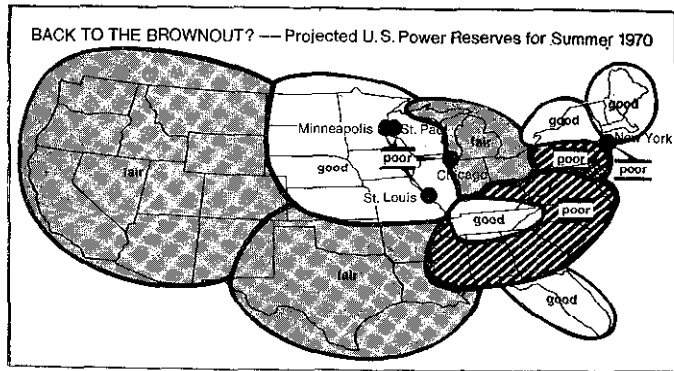 BACK TO THE BROWNOUT? –– Projected U.S. Power Reserves for Summer 1970
good
good
Minneapolis
St. Paul
fair
New York
poor
poor
poor
fair
good
Chicago
St. Louis
good
poor
fair
good